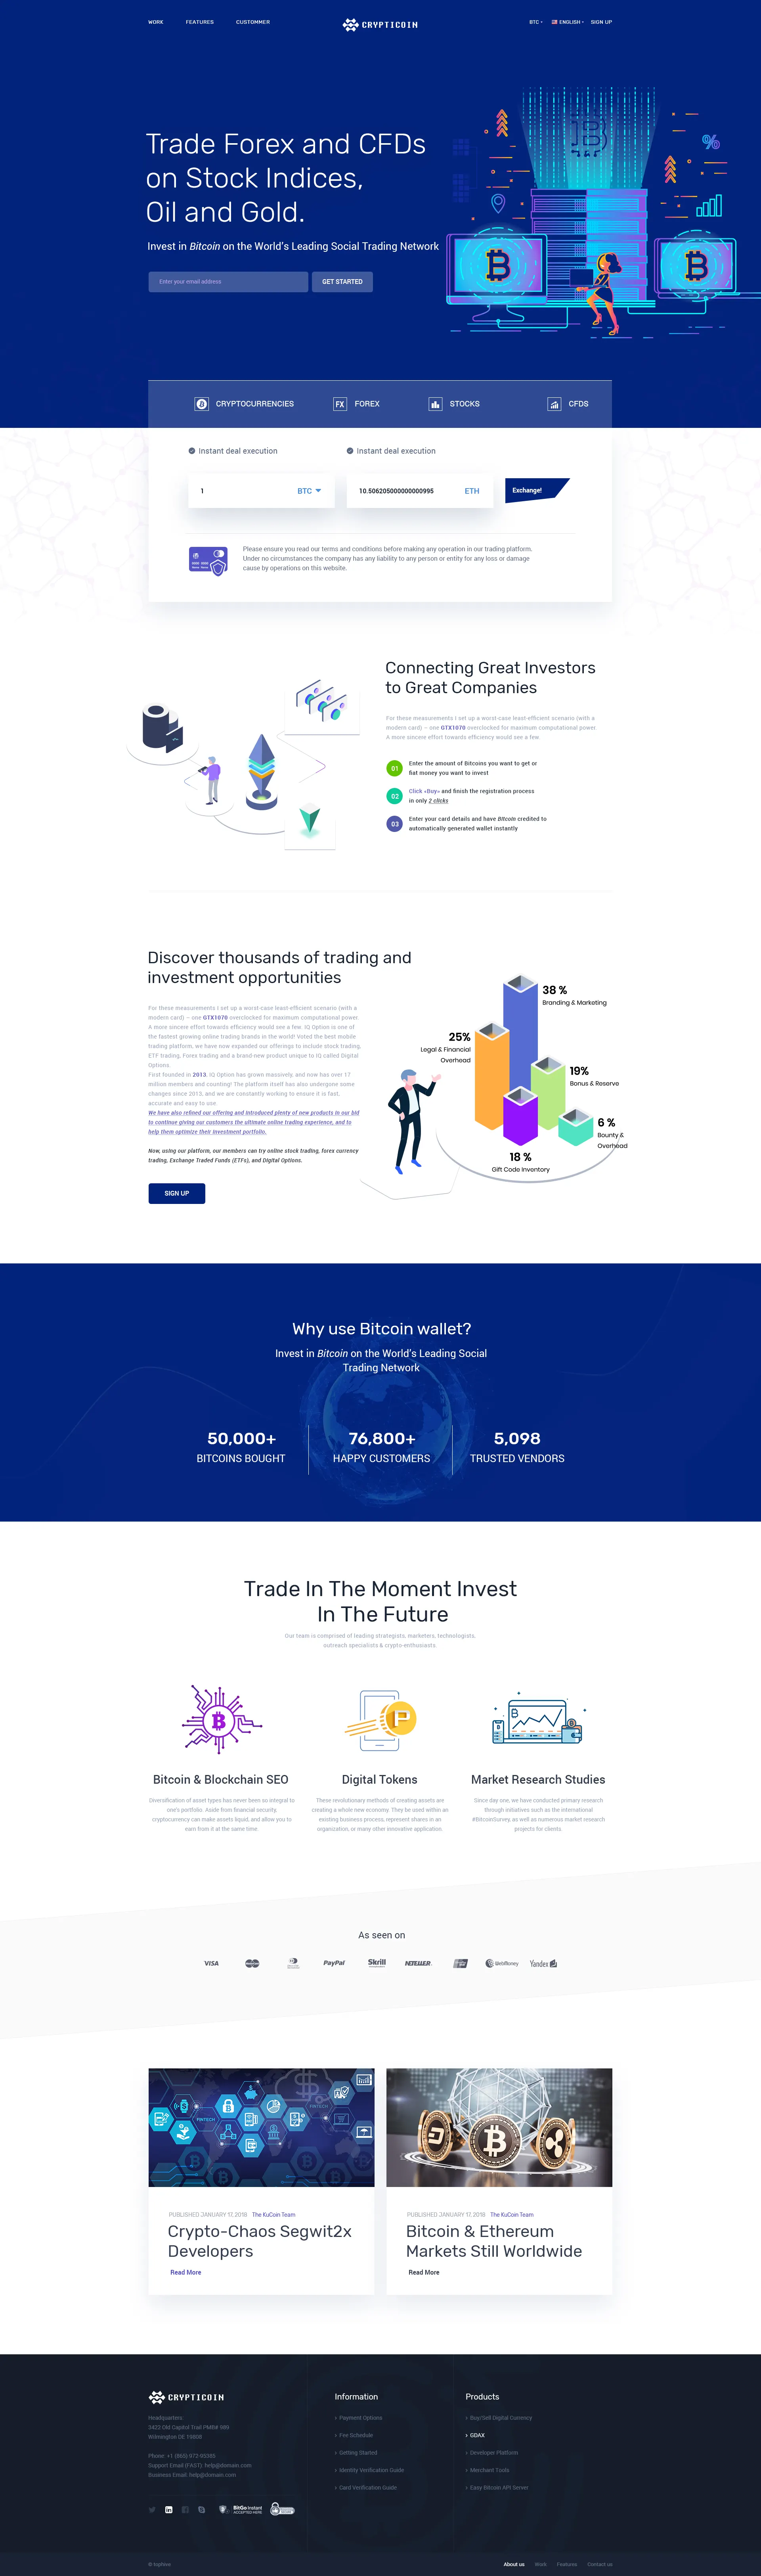 WORK FEATURES CUSTOMMER CRYPTICOIN BTC ENGLISH SIGN UP
Trade Forex and CFDs
on Stock Indices,
Oil and Gold.
Invest in Bitcoin on the World's Leading Social Trading Network
Enter your email address GET STARTED
CRYPTOCURRENCIES FX FOREX STOCKS CFDS
Instant deal execution Instant deal execution
1 BTC 10.506205000000000995 ETH Exchange!
Please ensure you read our terms and conditions before making any operation in our trading platform.
Under no circumstances the company has any liability to any person or entity for any loss or damage
cause by operations on this website.
Connecting Great Investors
to Great Companies
For these measurements I set up a worst-case least-efficient scenario (with a
modern card) — one GTX1070 overclocked for maximum computational power.
A more sincere effort towards efficiency would see a few.
01 Enter the amount of Bitcoins you want to get or
fiat money you want to invest
02 Click «Buy» and finish the registration process
in only 2 clicks
03 Enter your card details and have Bitcoin credited to
automatically generated wallet instantly
Discover thousands of trading and
investment opportunities
For these measurements I set up a worst-case least-efficient scenario (with a
modern card) — one GTX1070 overclocked for maximum computational power.
A more sincere effort towards efficiency would see a few. IQ Option is one of
the fastest growing online trading brands in the world! Voted the best mobile
trading platform, we have now expanded our offerings to include stock trading,
ETF trading, Forex trading and a brand-new product unique to IQ called Digital
Options.
First founded in 2013, IQ Option has grown massively, and now has over 17
million members and counting! The platform itself has also undergone some
changes since 2013, and we are constantly working to ensure it is fast,
accurate and easy to use.
We have also refined our offering and introduced plenty of new products in our bid
to continue giving our customers the ultimate online trading experience, and to
help them optimize their investment portfolio.
Now, using our platform, our members can try online stock trading, forex currency
trading, Exchange Traded Funds (ETFs), and Digital Options.
SIGN UP
38 %
Branding & Marketing
25%
Legal & Financial
Overhead
19%
Bonus & Reserve
6 %
Bounty &
Overhead
18 %
Gift Code Inventory
Why use Bitcoin wallet?
Invest in Bitcoin on the World's Leading Social
Trading Network
50,000+ 76,800+ 5,098
BITCOINS BOUGHT HAPPY CUSTOMERS TRUSTED VENDORS
Trade In The Moment Invest
In The Future
Our team is comprised of leading strategists, marketers, technologists,
outreach specialists & crypto-enthusiasts.
Bitcoin & Blockchain SEO
Diversification of asset types has never been so integral to
one's portfolio. Aside from financial security,
cryptocurrency can make assets liquid, and allow you to
earn from it at the same time.
Digital Tokens
These revolutionary methods of creating assets are
creating a whole new economy. They be used within an
existing business process, represent shares in an
organization, or many other innovative application.
Market Research Studies
Since day one, we have conducted primary research
through initiatives such as the international
#BitcoinSurvey, as well as numerous market research
projects for clients.
As seen on
VISA PayPal Skrill NETELLER WebMoney Yandex
FINTECH FINTECH
PUBLISHED JANUARY 17, 2018 The KuCoin Team
Crypto-Chaos Segwit2x
Developers
Read More
PUBLISHED JANUARY 17, 2018 The KuCoin Team
Bitcoin & Ethereum
Markets Still Worldwide
Read More
CRYPTICOIN
Headquarters:
3422 Old Capitol Trail PMB# 989
Wilmington DE 19808
Phone: +1 (863) 972-95385
Support Email (FAST): help@domain.com
Business Email: help@domain.com
BitGo Instant
ACCEPTED HERE
Information
Payment Options
Fee Schedule
Getting Started
Identity Verification Guide
Card Verification Guide
Products
Buy/Sell Digital Currency
GDAX
Developer Platform
Merchant Tools
Easy Bitcoin API Server
About us Work Features Contact us